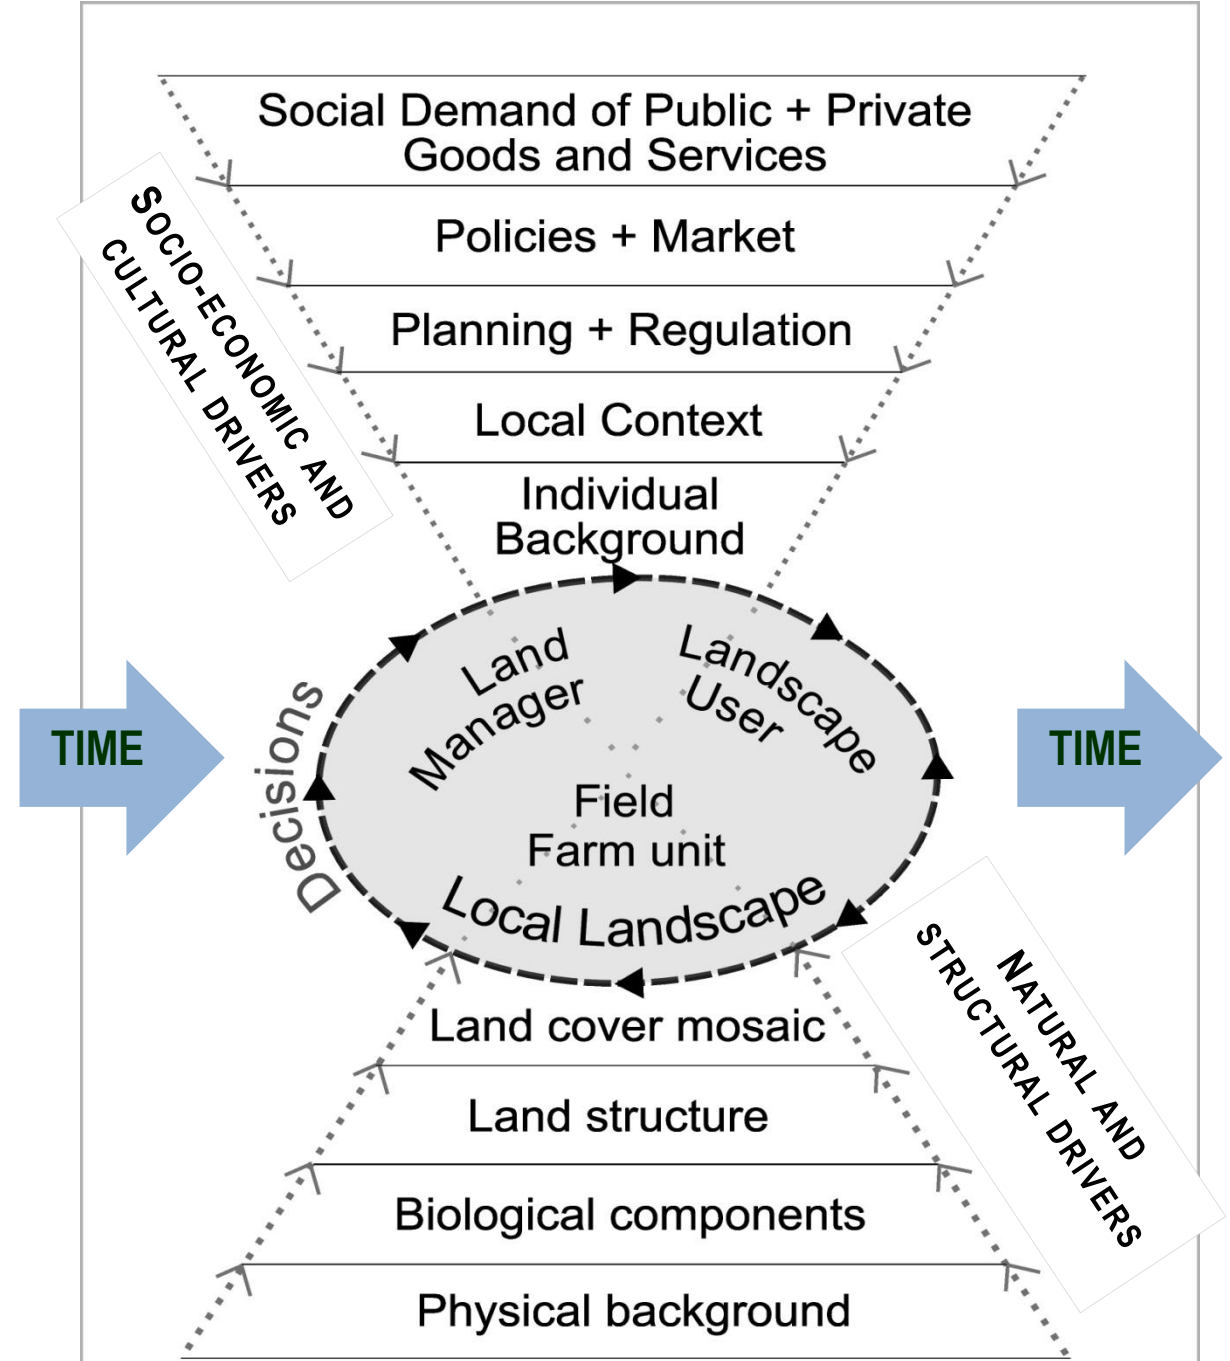 Social Demand of Public + Private
Goods and Services
Policies + Market
Planning + Regulation
Local Context
Individual
Background
SOCIO-ECONOMIC AND
CULTURAL DRIVERS
Land
Manager
Landscape
User
TIME
TIME
Decisions
Field
Farm unit
Local Landscape
Land cover mosaic
Land structure
Biological components
Physical background
NATURAL AND
STRUCTURAL DRIVERS